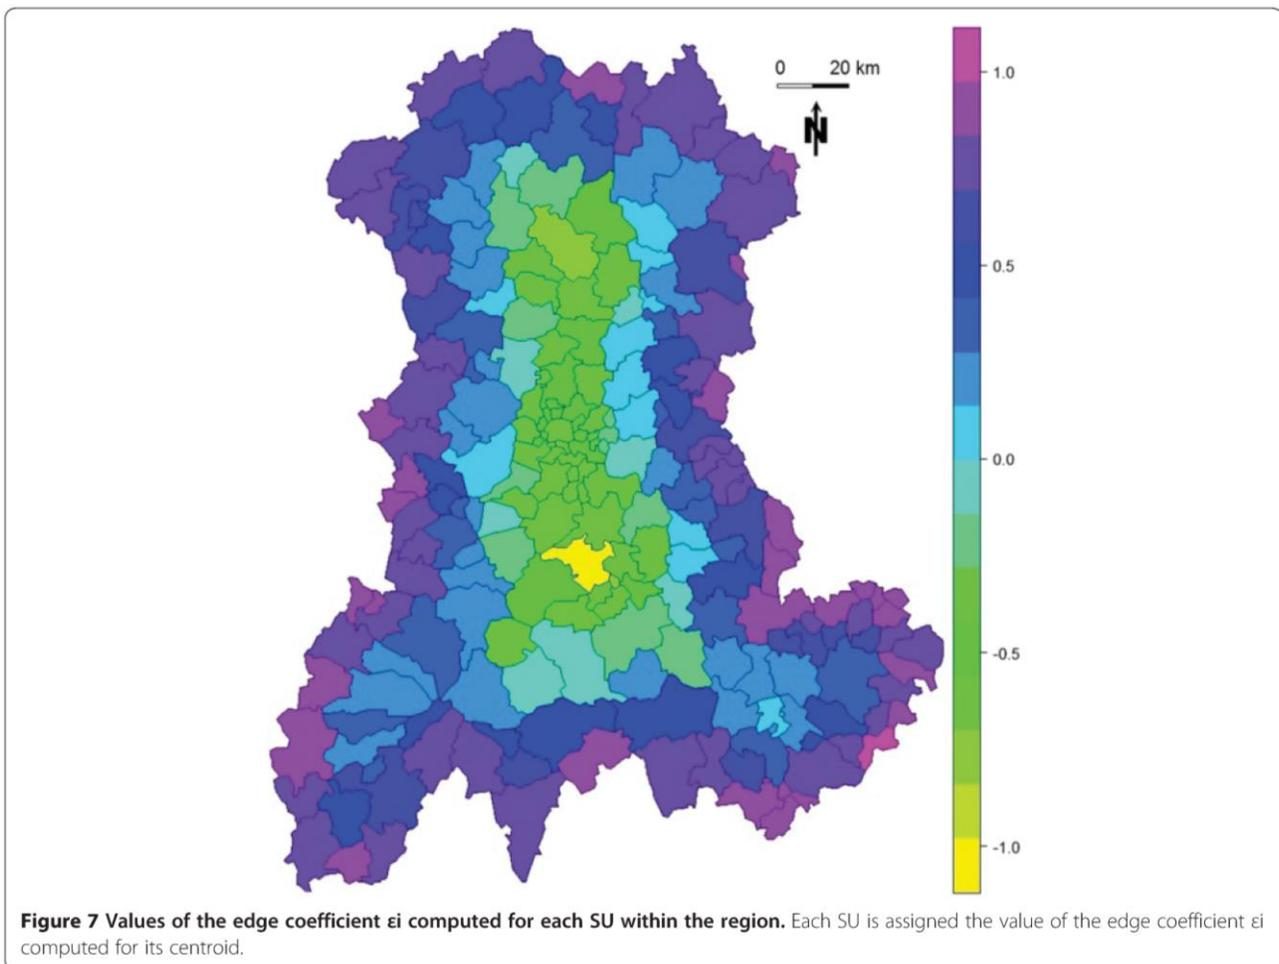 0 20 km
N
1.0
0.5
0.0
-0.5
-1.0
Figure 7 Values of the edge coefficient εi computed for each SU within the region. Each SU is assigned the value of the edge coefficient εi
computed for its centroid.